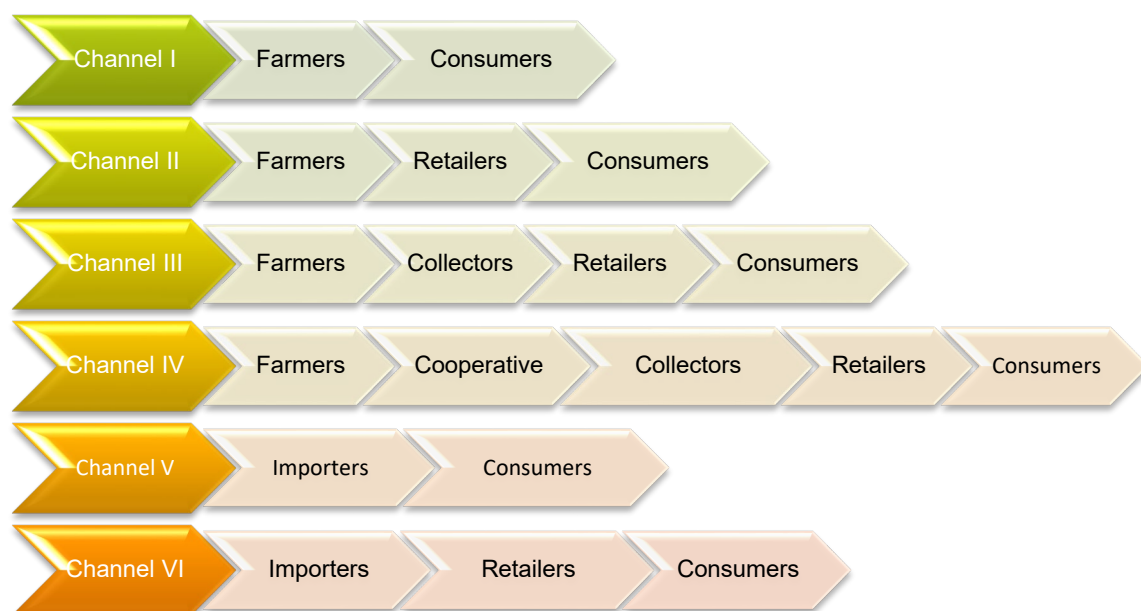 Channel I Farmers Consumers
Channel II Farmers Retailers Consumers
Channel III Farmers Collectors Retailers Consumers
Channel IV Farmers Cooperative Collectors Retailers Consumers
Channel V Importers Consumers
Channel VI Importers Retailers Consumers